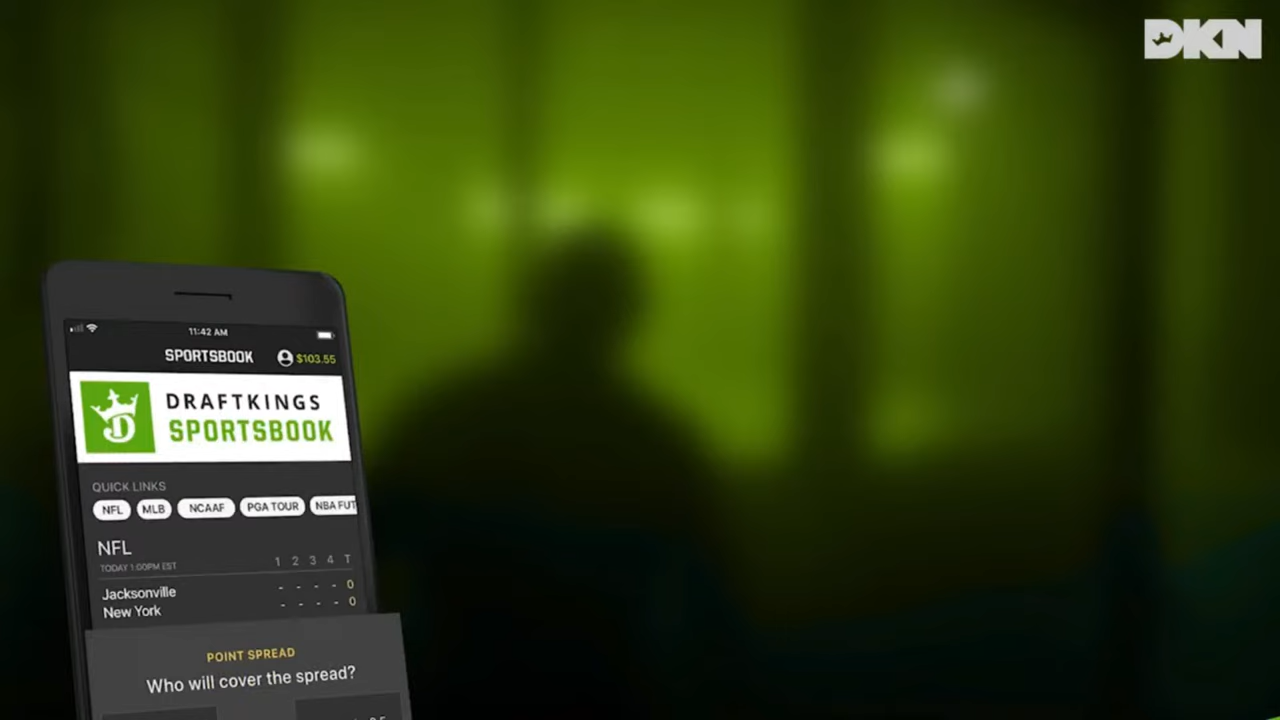 DKN
11:42 AM
SPORTSBOOK $103.55
DRAFTKINGS
SPORTSBOOK
QUICK LINKS
NFL MLB NCAAF PGA TOUR NBA FUT
NFL
TODAY 1:00PM EST 1 2 3 4 T
Jacksonville - - - - 0
New York - - - - 0
POINT SPREAD
Who will cover the spread?